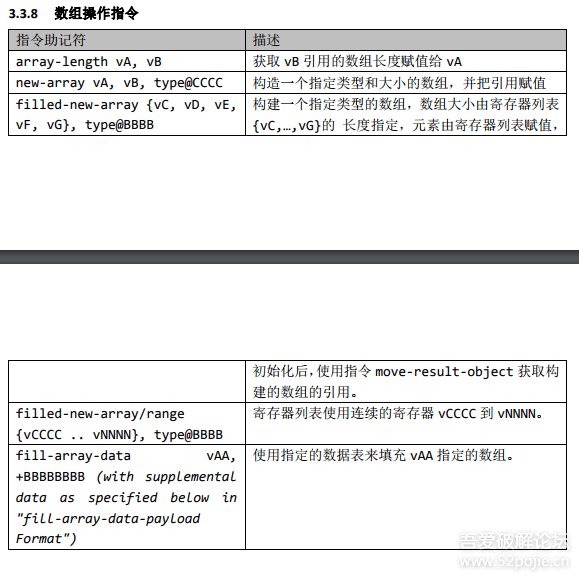 3.3.8 数组操作指令
指令助记符 描述
array-length vA, vB 获取 vB 引用的数组长度赋值给 vA
new-array vA, vB, type@CCCC 构造一个指定类型和大小的数组，并把引用赋值
filled-new-array {vC, vD, vE, 构建一个指定类型的数组，数组大小由寄存器列表
vF, vG}, type@BBBB {vC,…,vG}的 长度指定，元素由寄存器列表赋值，
初始化后，使用指令 move-result-object 获取构
建的数组的引用。
filled-new-array/range 寄存器列表使用连续的寄存器 vCCCC 到 vNNNN。
{vCCCC .. vNNNN}, type@BBBB
fill-array-data vAA, 使用指定的数据表来填充 vAA 指定的数组。
+BBBBBBBB (with supplemental
data as specified below in
"fill-array-data-payload
Format")
吾爱破解论坛
www.52pojie.cn